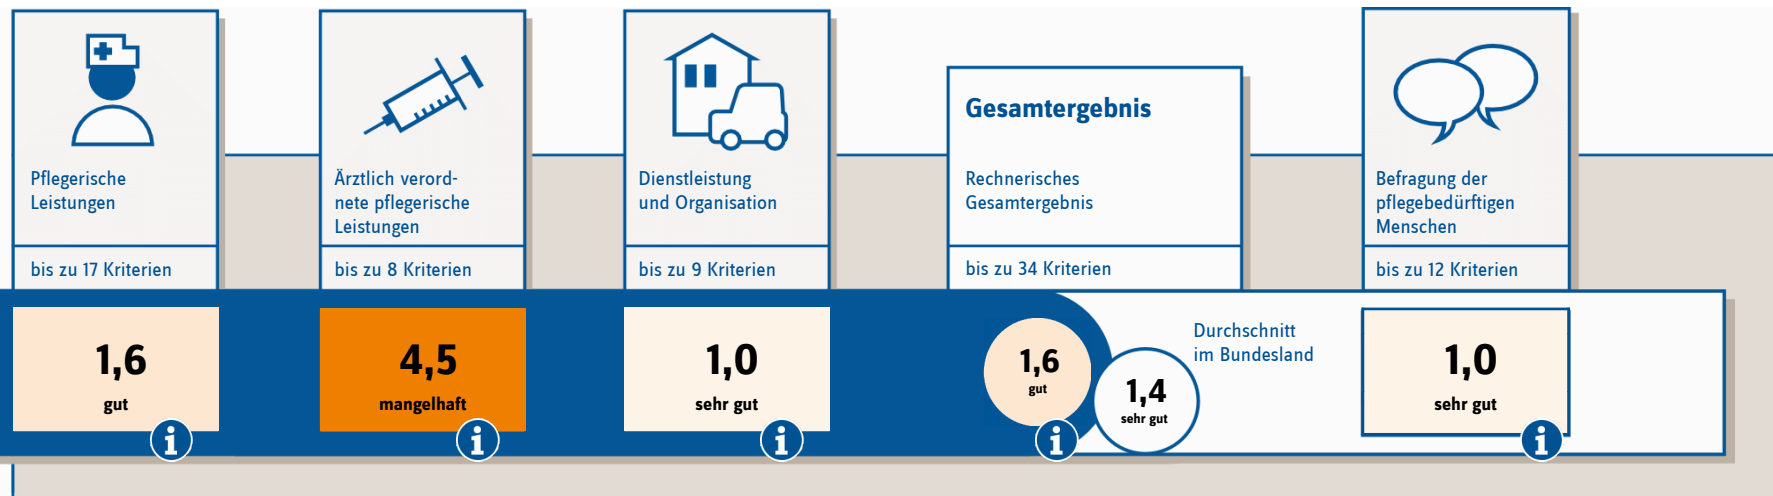 Pflegerische
Leistungen
bis zu 17 Kriterien
1,6
gut
i
Ärztlich verord-
nete pflegerische
Leistungen
bis zu 8 Kriterien
4,5
mangelhaft
i
Dienstleistung
und Organisation
bis zu 9 Kriterien
1,0
sehr gut
i
Gesamtergebnis
Rechnerisches
Gesamtergebnis
bis zu 34 Kriterien
1,6
gut
i
Durchschnitt
im Bundesland
1,4
sehr gut
Befragung der
pflegebedürftigen
Menschen
bis zu 12 Kriterien
1,0
sehr gut
i